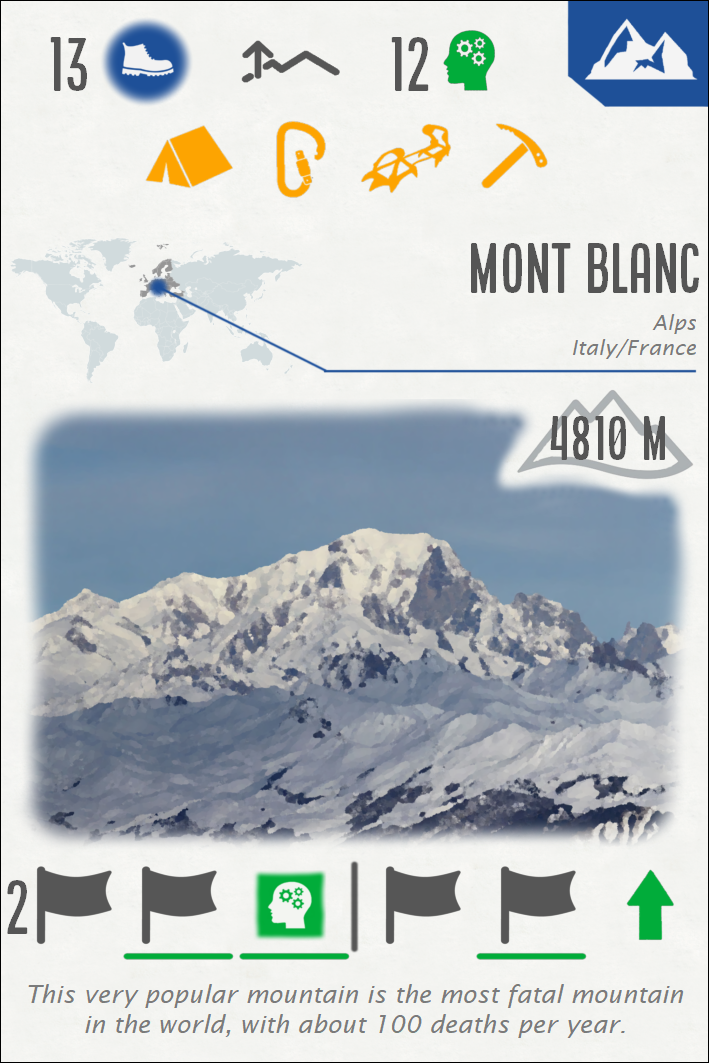 13
12
MONT BLANC
Alps
Italy/France
4810 M
2
This very popular mountain is the most fatal mountain
in the world, with about 100 deaths per year.